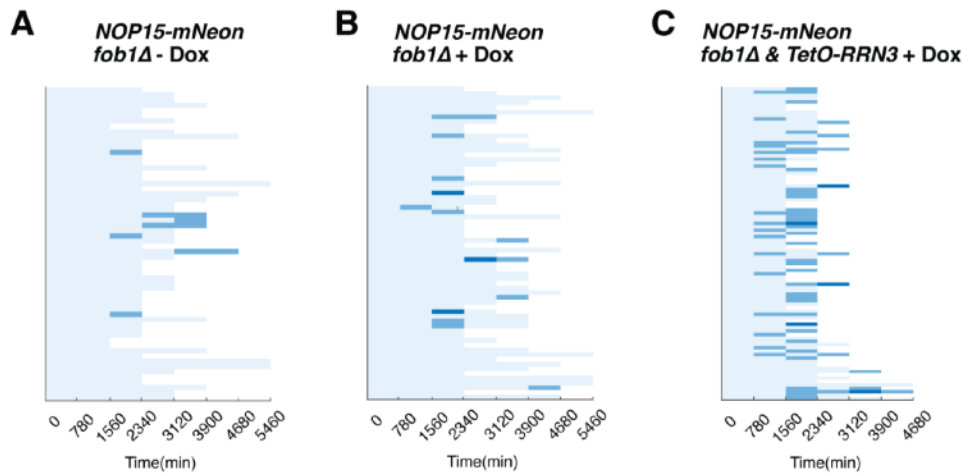 A
NOP15-mNeon
fob1Δ - Dox
0 780 1560 2340 3120 3900 4680 5460
Time(min)
B
NOP15-mNeon
fob1Δ + Dox
0 780 1560 2340 3120 3900 4680 5460
Time(min)
C
NOP15-mNeon
fob1Δ & TetO-RRN3 + Dox
0 780 1560 2340 3120 3900 4680
Time(min)